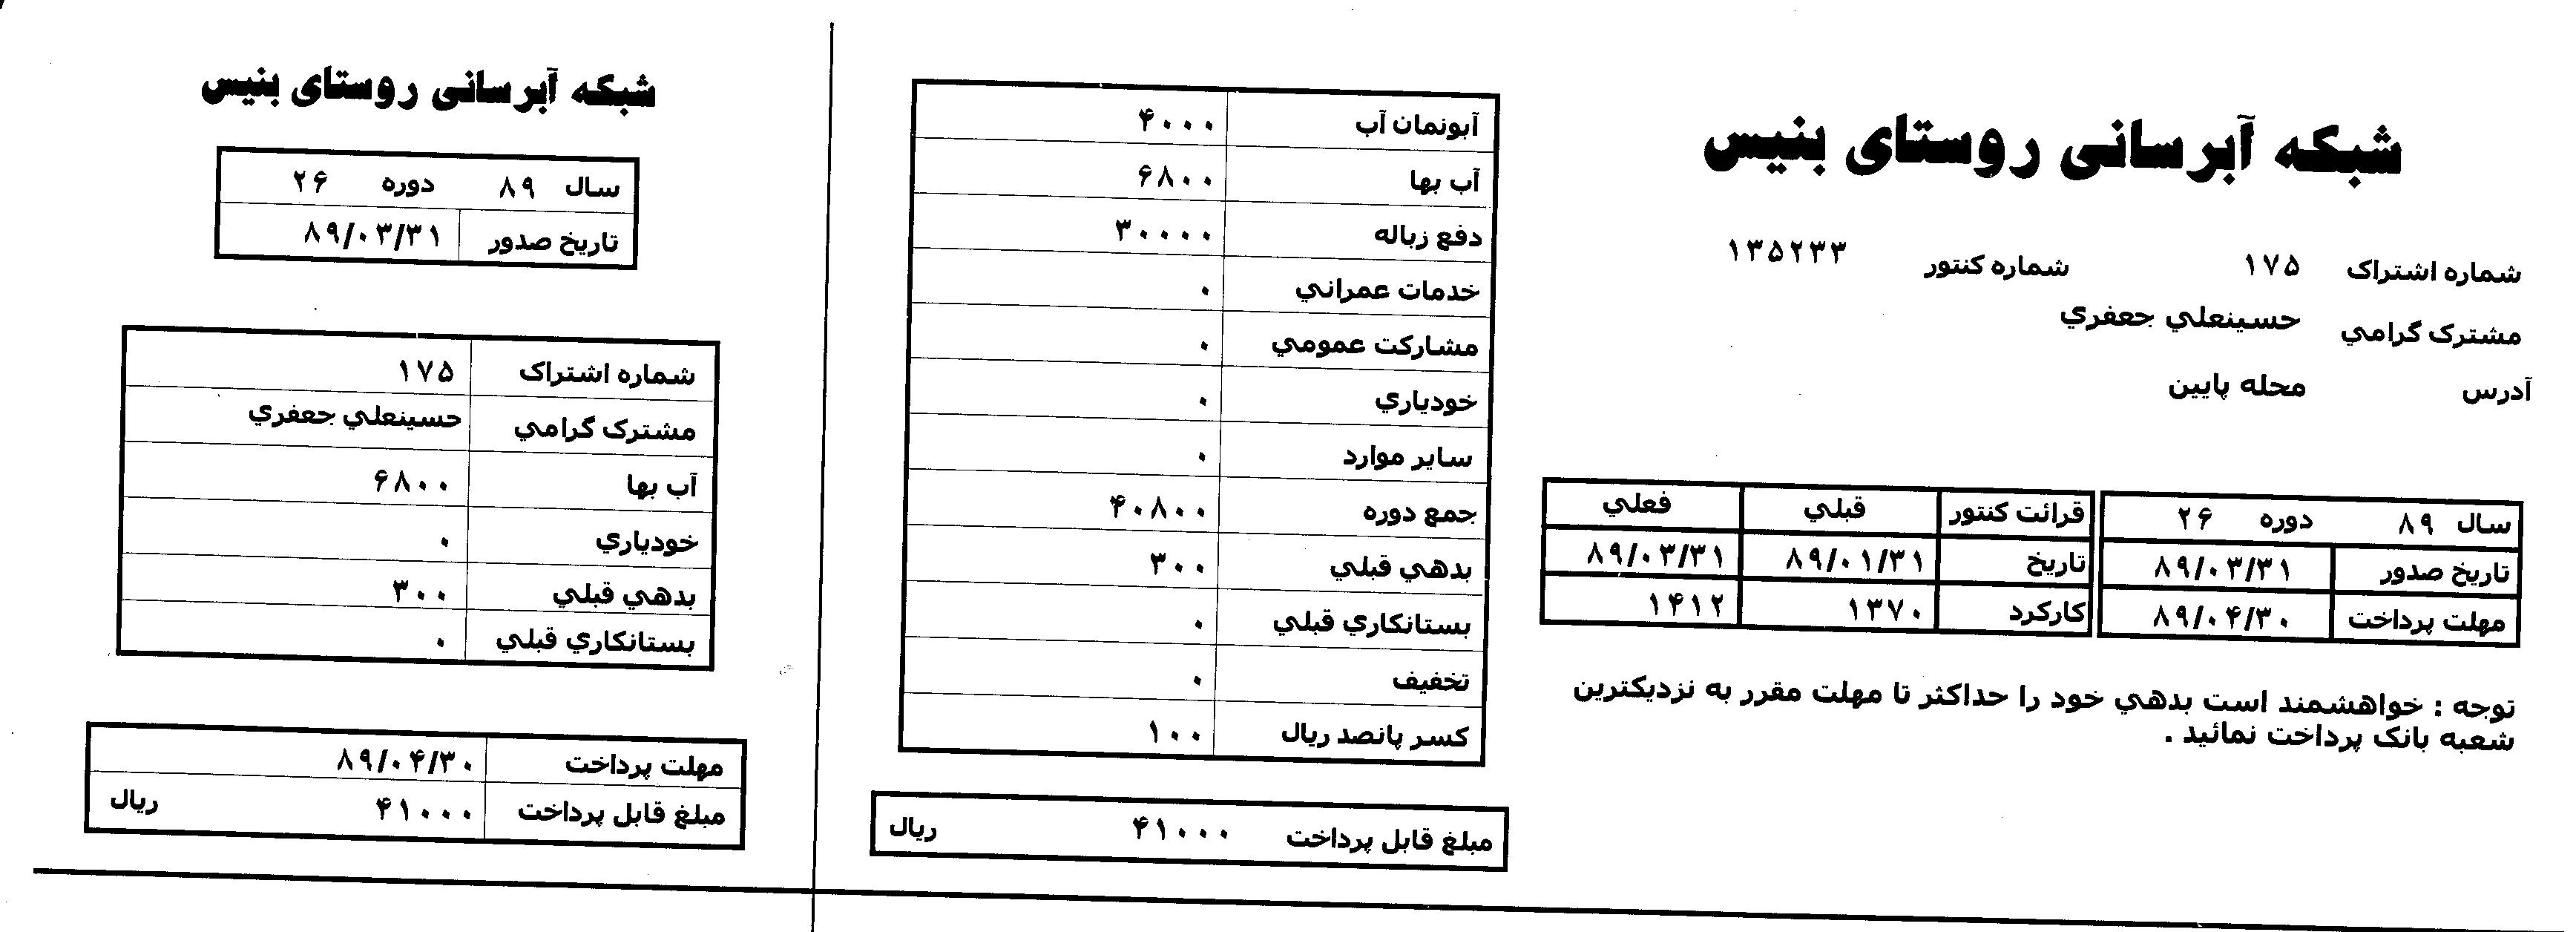 شبکه آبرسانی روستای بنیس
شماره اشتراک ۱۷۵ شماره کنتور ۱۳۵۲۳۳
مشترک گرامي حسينعلي جعفري
آدرس محله پایین
سال ۸۹ دوره ۲۶
تاریخ صدور ۸۹/۰۳/۳۱
مهلت پرداخت ۸۹/۰۴/۳۰
قرائت کنتور قبلي فعلي
تاریخ ۸۹/۰۱/۳۱ ۸۹/۰۳/۳۱
کارکرد ۱۳۷۰ ۱۴۱۲
توجه : خواهشمند است بدهي خود را حداکثر تا مهلت مقرر به نزدیکترین
شعبه بانک پرداخت نمائید .
آبونمان آب ۴۰۰۰
آب بها ۶۸۰۰
دفع زباله ۳۰۰۰۰
خدمات عمراني ۰
مشارکت عمومي ۰
خودیاري ۰
سایر موارد ۰
جمع دوره ۴۰۸۰۰
بدهي قبلي ۳۰۰
بستانکاري قبلي ۰
تخفیف ۰
کسر پانصد ریال ۱۰۰
مبلغ قابل پرداخت ۴۱۰۰۰ ریال
شبکه آبرسانی روستای بنیس
سال ۸۹ دوره ۲۶
تاریخ صدور ۸۹/۰۳/۳۱
شماره اشتراک ۱۷۵
مشترک گرامي حسينعلي جعفري
آب بها ۶۸۰۰
خودیاري ۰
بدهي قبلي ۳۰۰
بستانکاري قبلي ۰
مهلت پرداخت ۸۹/۰۴/۳۰
مبلغ قابل پرداخت ۴۱۰۰۰ ریال